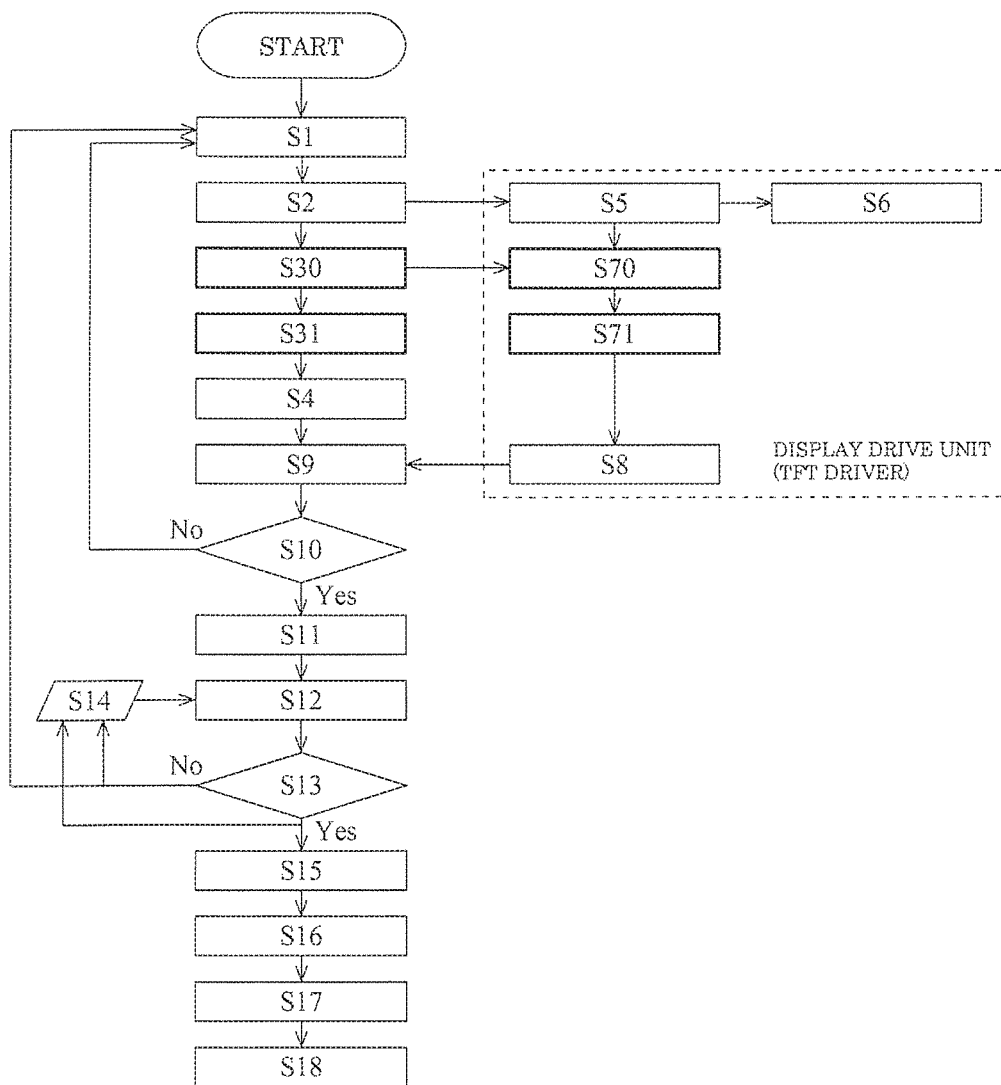 START
S1
S2
S5
S6
S30
S70
S31
S71
S4
S9
S8
DISPLAY DRIVE UNIT
(TFT DRIVER)
No
S10
Yes
S11
S14
S12
No
S13
Yes
S15
S16
S17
S18